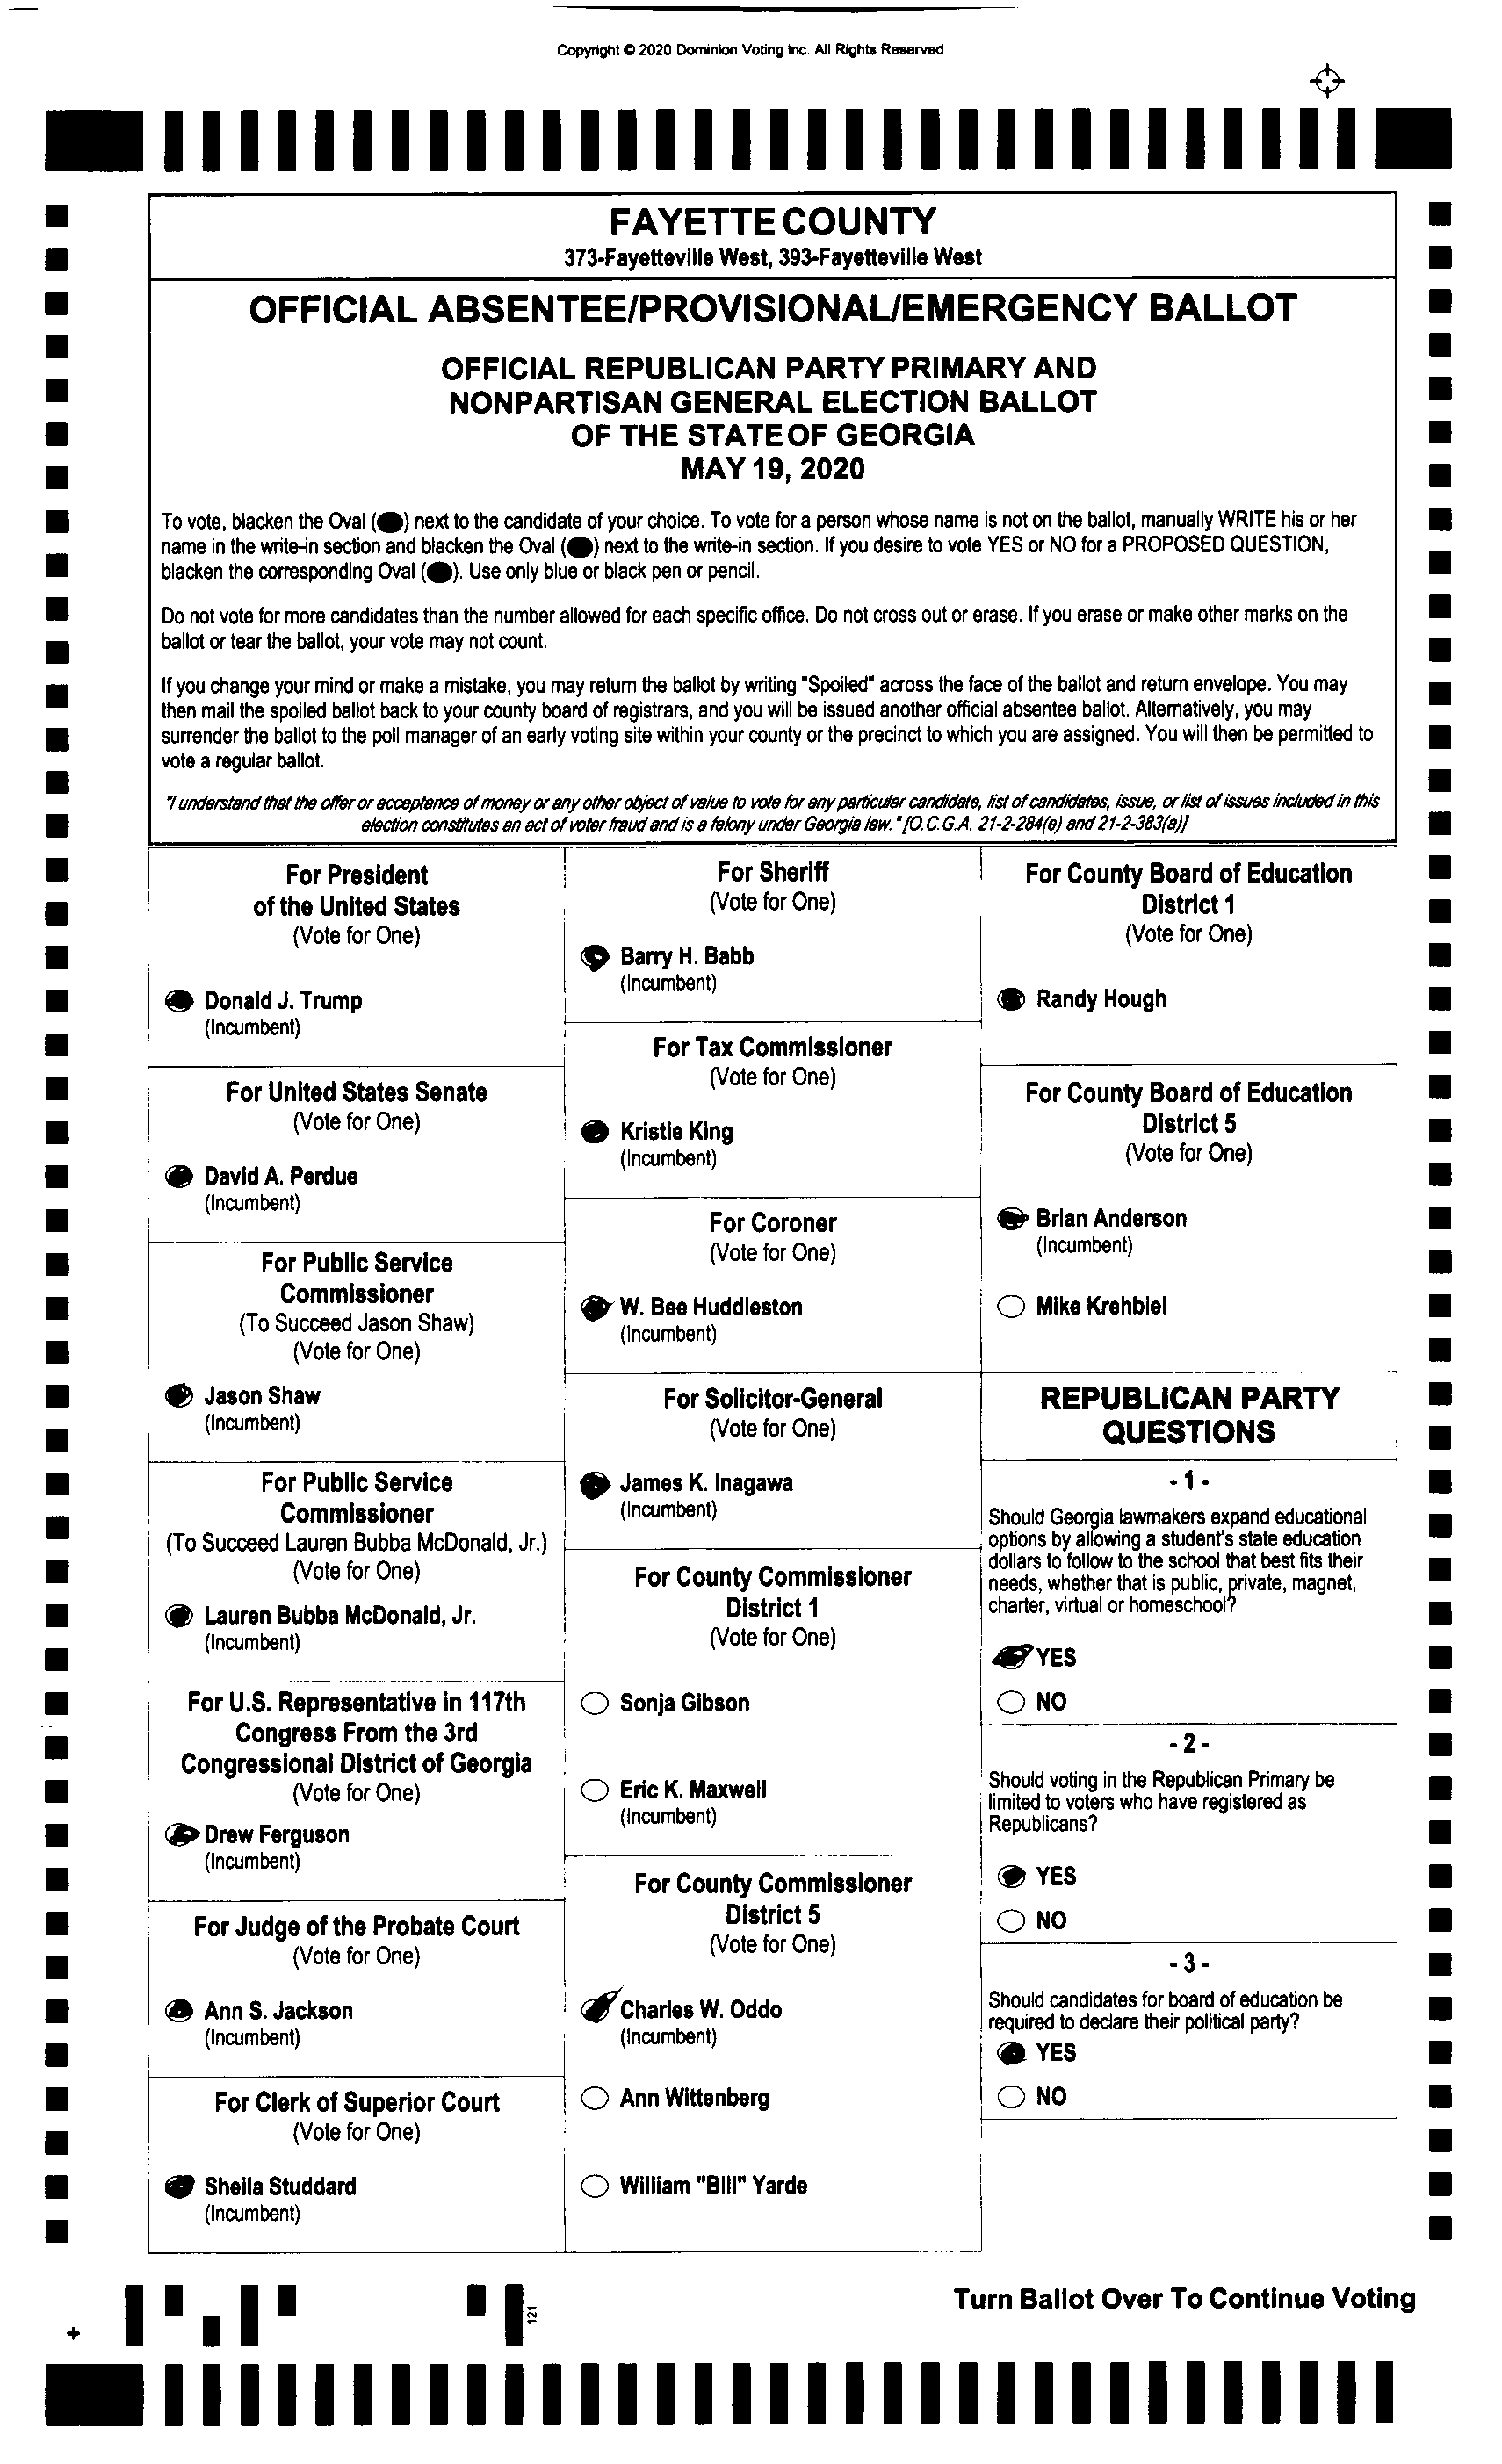 Copyright © 2020 Dominion Voting Inc. All Rights Reserved
FAYETTE COUNTY
373-Fayetteville West, 393-Fayetteville West
OFFICIAL ABSENTEE/PROVISIONAL/EMERGENCY BALLOT
OFFICIAL REPUBLICAN PARTY PRIMARY AND
NONPARTISAN GENERAL ELECTION BALLOT
OF THE STATE OF GEORGIA
MAY 19, 2020
To vote, blacken the Oval ( ) next to the candidate of your choice. To vote for a person whose name is not on the ballot, manually WRITE his or her
name in the write-in section and blacken the Oval ( ) next to the write-in section. If you desire to vote YES or NO for a PROPOSED QUESTION,
blacken the corresponding Oval ( ). Use only blue or black pen or pencil.
Do not vote for more candidates than the number allowed for each specific office. Do not cross out or erase. If you erase or make other marks on the
ballot or tear the ballot, your vote may not count.
If you change your mind or make a mistake, you may return the ballot by writing "Spoiled" across the face of the ballot and return envelope. You may
then mail the spoiled ballot back to your county board of registrars, and you will be issued another official absentee ballot. Alternatively, you may
surrender the ballot to the poll manager of an early voting site within your county or the precinct to which you are assigned. You will then be permitted to
vote a regular ballot.
"I understand that the offer or acceptance of money or any other object of value to vote for any particular candidate, list of candidates, issue, or list of issues included in this
election constitutes an act of voter fraud and is a felony under Georgia law." [O.C.G.A. 21-2-284(e) and 21-2-383(a)]
For President
of the United States
(Vote for One)
Donald J. Trump
(Incumbent)
For United States Senate
(Vote for One)
David A. Perdue
(Incumbent)
For Public Service
Commissioner
(To Succeed Jason Shaw)
(Vote for One)
Jason Shaw
(Incumbent)
For Public Service
Commissioner
(To Succeed Lauren Bubba McDonald, Jr.)
(Vote for One)
Lauren Bubba McDonald, Jr.
(Incumbent)
For U.S. Representative in 117th
Congress From the 3rd
Congressional District of Georgia
(Vote for One)
Drew Ferguson
(Incumbent)
For Judge of the Probate Court
(Vote for One)
Ann S. Jackson
(Incumbent)
For Clerk of Superior Court
(Vote for One)
Sheila Studdard
(Incumbent)
For Sheriff
(Vote for One)
Barry H. Babb
(Incumbent)
For Tax Commissioner
(Vote for One)
Kristie King
(Incumbent)
For Coroner
(Vote for One)
W. Bee Huddleston
(Incumbent)
For Solicitor-General
(Vote for One)
James K. Inagawa
(Incumbent)
For County Commissioner
District 1
(Vote for One)
Sonja Gibson
Eric K. Maxwell
(Incumbent)
For County Commissioner
District 5
(Vote for One)
Charles W. Oddo
(Incumbent)
Ann Wittenberg
William "Bill" Yarde
For County Board of Education
District 1
(Vote for One)
Randy Hough
For County Board of Education
District 5
(Vote for One)
Brian Anderson
(Incumbent)
Mike Krehbiel
REPUBLICAN PARTY
QUESTIONS
- 1 -
Should Georgia lawmakers expand educational
options by allowing a student's state education
dollars to follow to the school that best fits their
needs, whether that is public, private, magnet,
charter, virtual or homeschool?
YES
NO
- 2 -
Should voting in the Republican Primary be
limited to voters who have registered as
Republicans?
YES
NO
- 3 -
Should candidates for board of education be
required to declare their political party?
YES
NO
Turn Ballot Over To Continue Voting
121